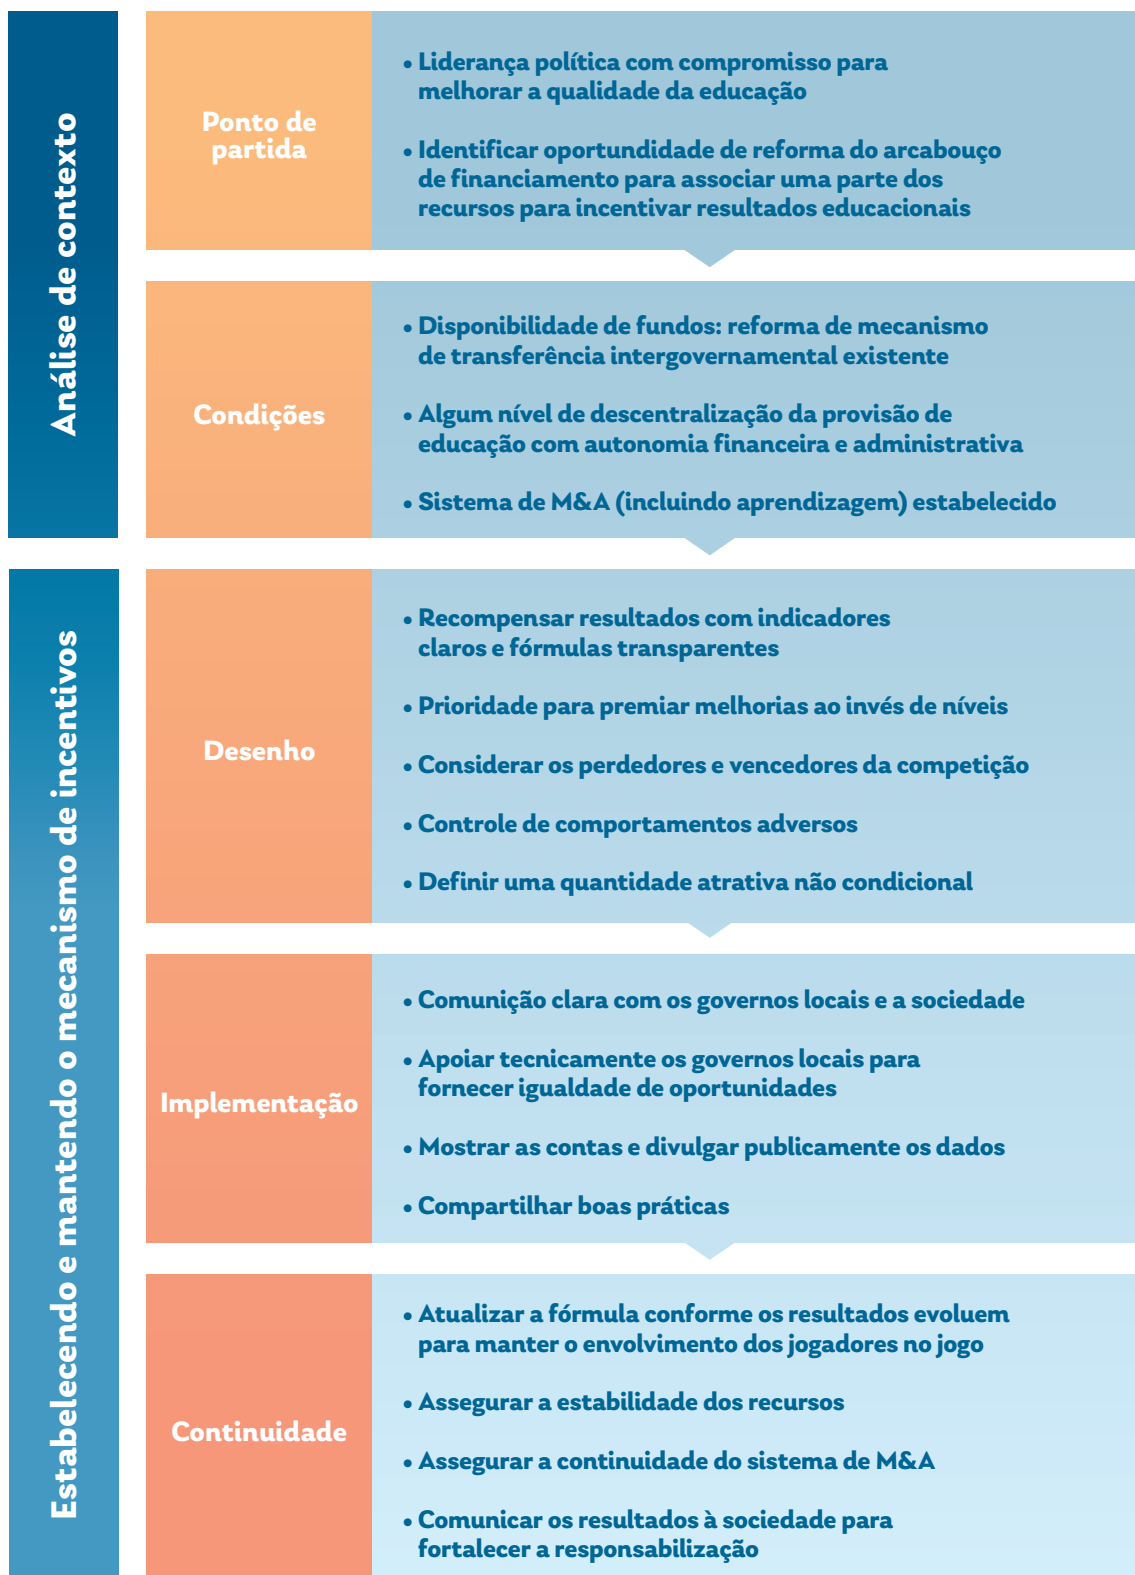 Análise de contexto
Ponto de
partida
• Liderança política com compromisso para
melhorar a qualidade da educação
• Identificar oportundidade de reforma do arcabouço
de financiamento para associar uma parte dos
recursos para incentivar resultados educacionais
Condições
• Disponibilidade de fundos: reforma de mecanismo
de transferência intergovernamental existente
• Algum nível de descentralização da provisão de
educação com autonomia financeira e administrativa
• Sistema de M&A (incluindo aprendizagem) estabelecido
Estabelecendo e mantendo o mecanismo de incentivos
Desenho
• Recompensar resultados com indicadores
claros e fórmulas transparentes
• Prioridade para premiar melhorias ao invés de níveis
• Considerar os perdedores e vencedores da competição
• Controle de comportamentos adversos
• Definir uma quantidade atrativa não condicional
Implementação
• Comunição clara com os governos locais e a sociedade
• Apoiar tecnicamente os governos locais para
fornecer igualdade de oportunidades
• Mostrar as contas e divulgar publicamente os dados
• Compartilhar boas práticas
Continuidade
• Atualizar a fórmula conforme os resultados evoluem
para manter o envolvimento dos jogadores no jogo
• Assegurar a estabilidade dos recursos
• Assegurar a continuidade do sistema de M&A
• Comunicar os resultados à sociedade para
fortalecer a responsabilização